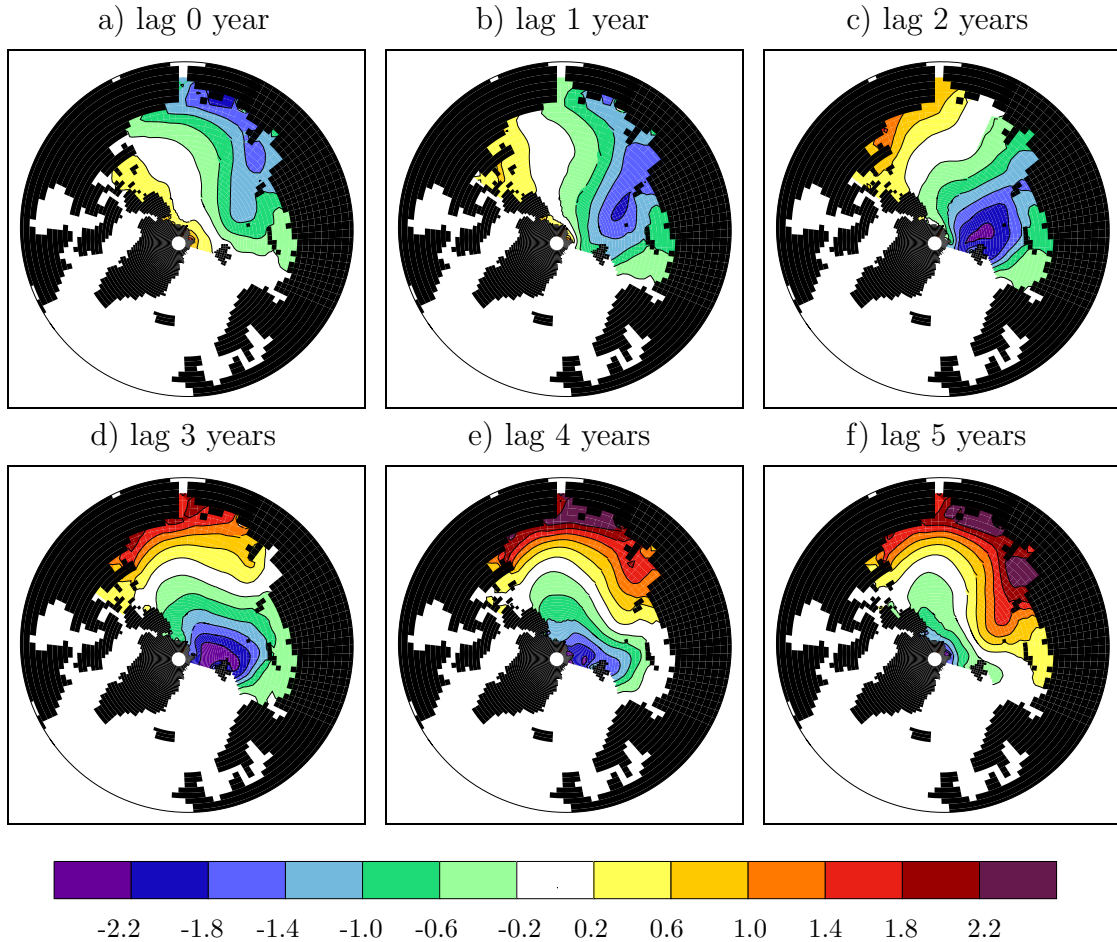 a) lag 0 year
b) lag 1 year
c) lag 2 years
d) lag 3 years
e) lag 4 years
f) lag 5 years
-2.2 -1.8 -1.4 -1.0 -0.6 -0.2 0.2 0.6 1.0 1.4 1.8 2.2